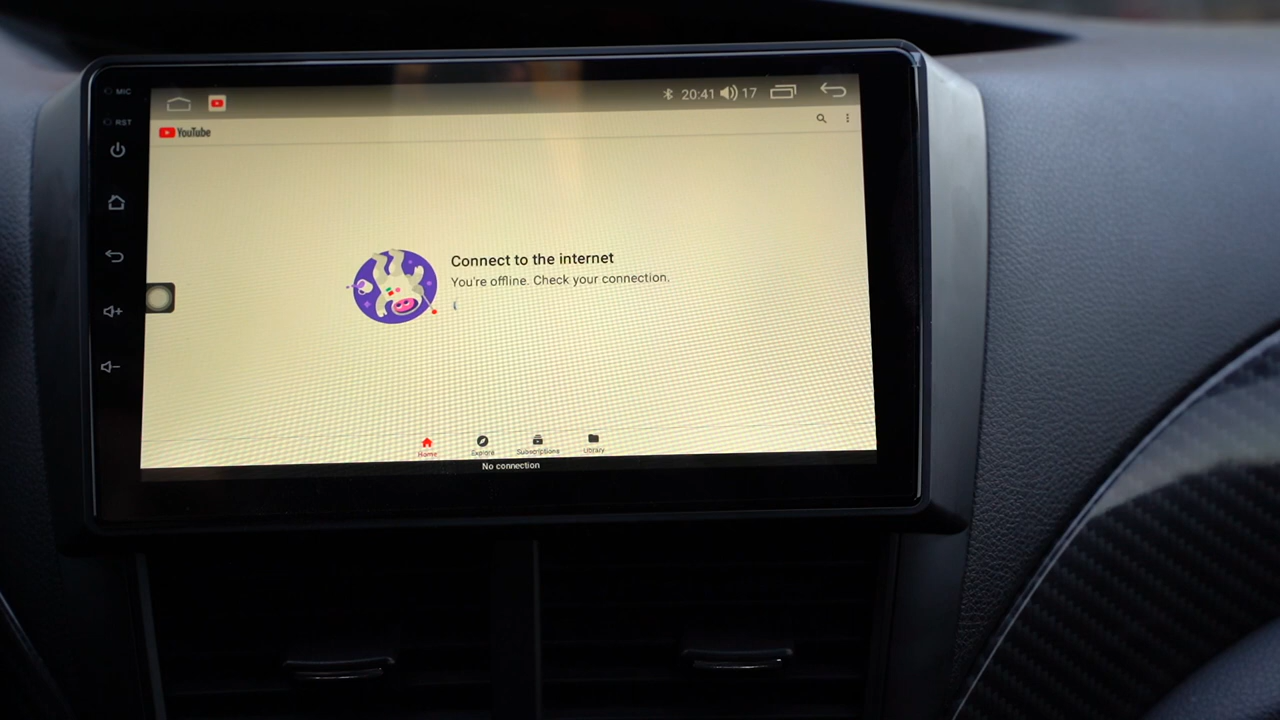 MIC
20:41 17
RST
YouTube
Connect to the internet
You're offline. Check your connection.
Home Explore Subscriptions Library
No connection